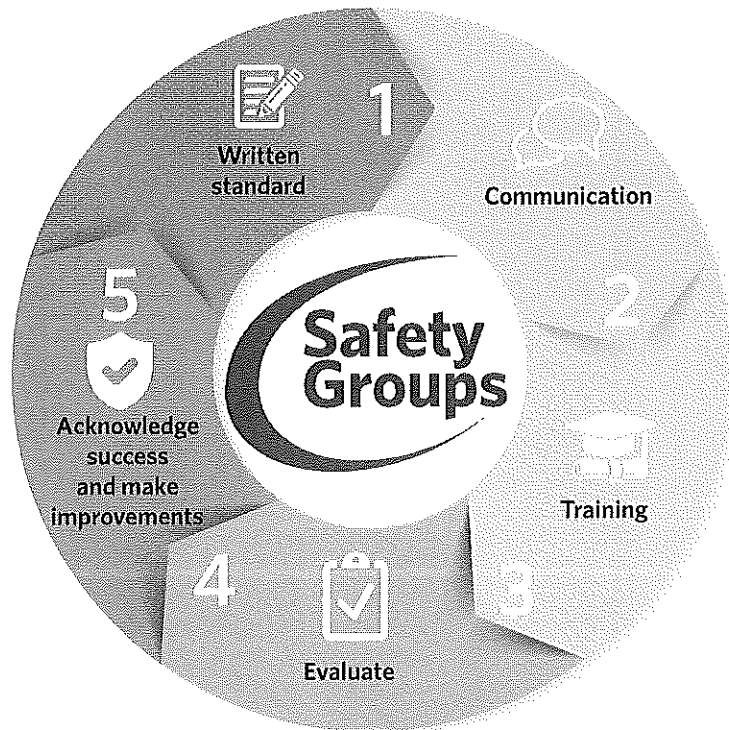 1
Written
standard
Communication
2
Training
3
Evaluate
4
5
Acknowledge
success
and make
improvements
Safety
Groups